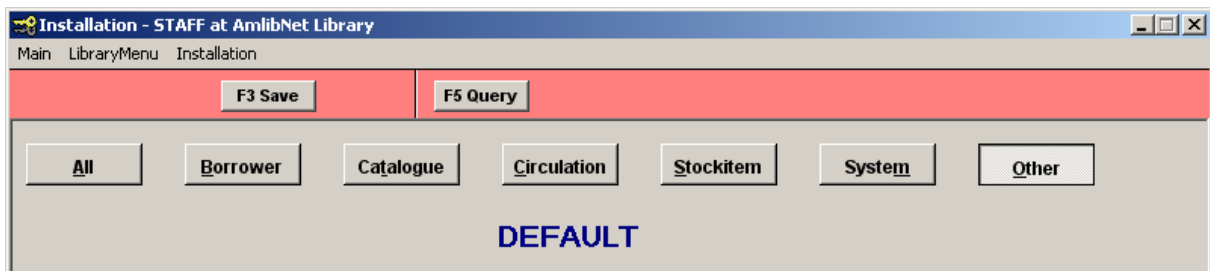 Installation - STAFF at AmlibNet Library
Main LibraryMenu Installation
F3 Save F5 Query
All Borrower Catalogue Circulation Stockitem System Other
DEFAULT